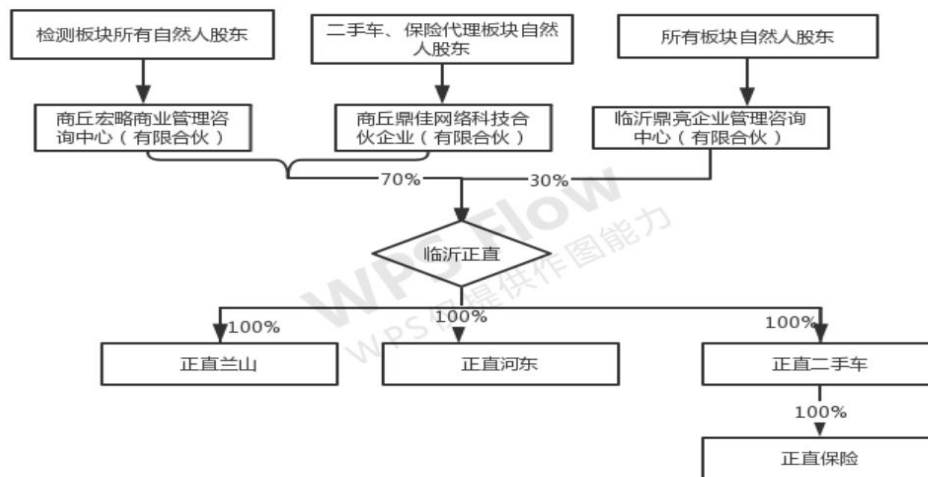 检测板块所有自然人股东
二手车、保险代理板块自然
人股东
所有板块自然人股东
商丘宏略商业管理咨
询中心（有限合伙）
商丘鼎佳网络科技合
伙企业（有限合伙）
临沂鼎亮企业管理咨询
中心（有限合伙）
70%
30%
临沂正直
WPS Flow
WPS仅提供作图能力
100%
100%
100%
正直兰山
正直河东
正直二手车
100%
正直保险